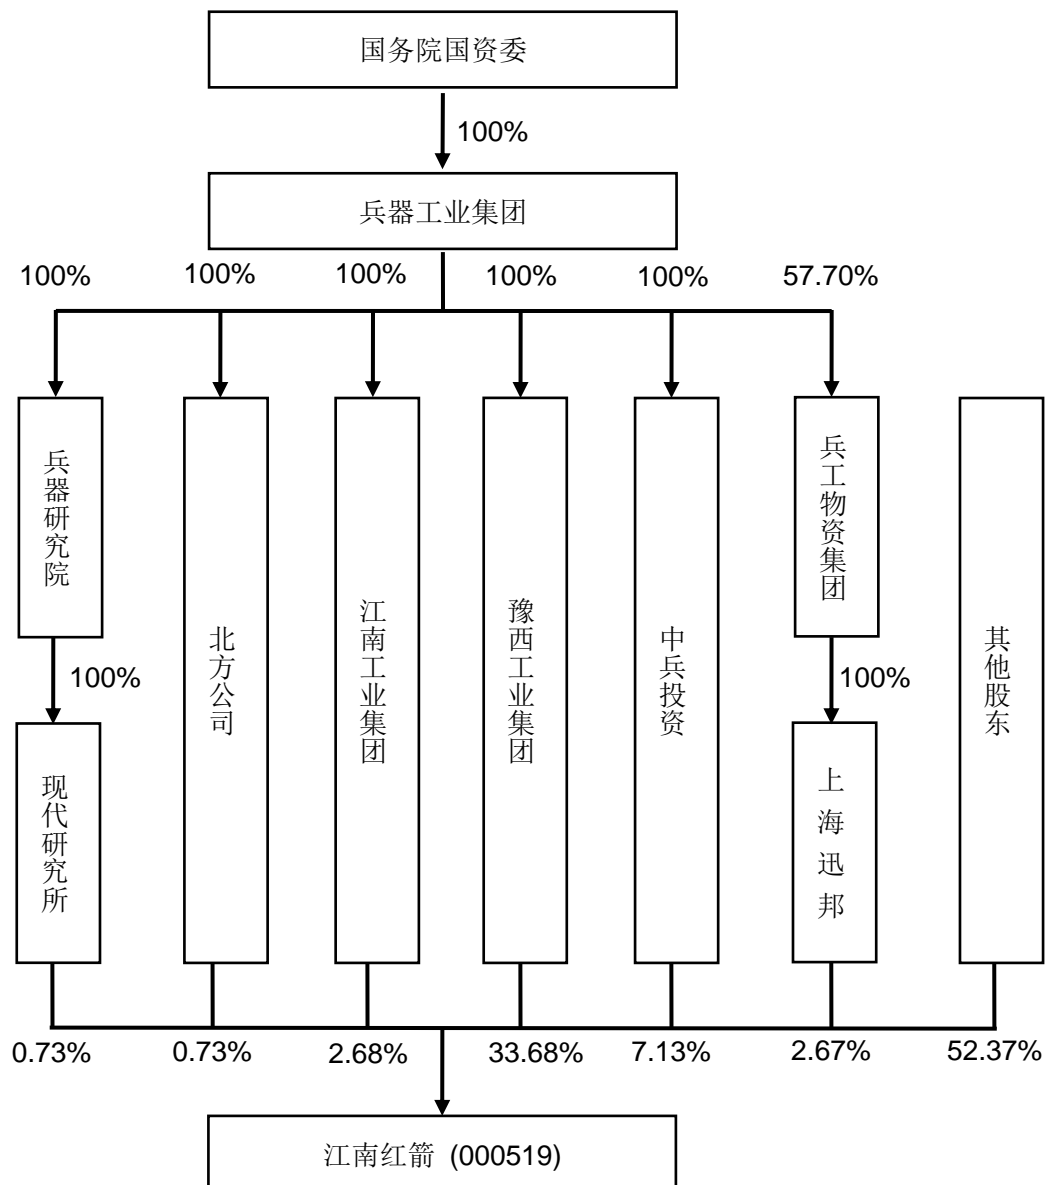 国务院国资委
100%
兵器工业集团
100%
100%
100%
100%
100%
57.70%
兵器研究院
北方公司
江南工业集团
豫西工业集团
中兵投资
兵工物资集团
其他股东
100%
100%
现代研究所
上海迅邦
0.73%
0.73%
2.68%
33.68%
7.13%
2.67%
52.37%
江南红箭 (000519)